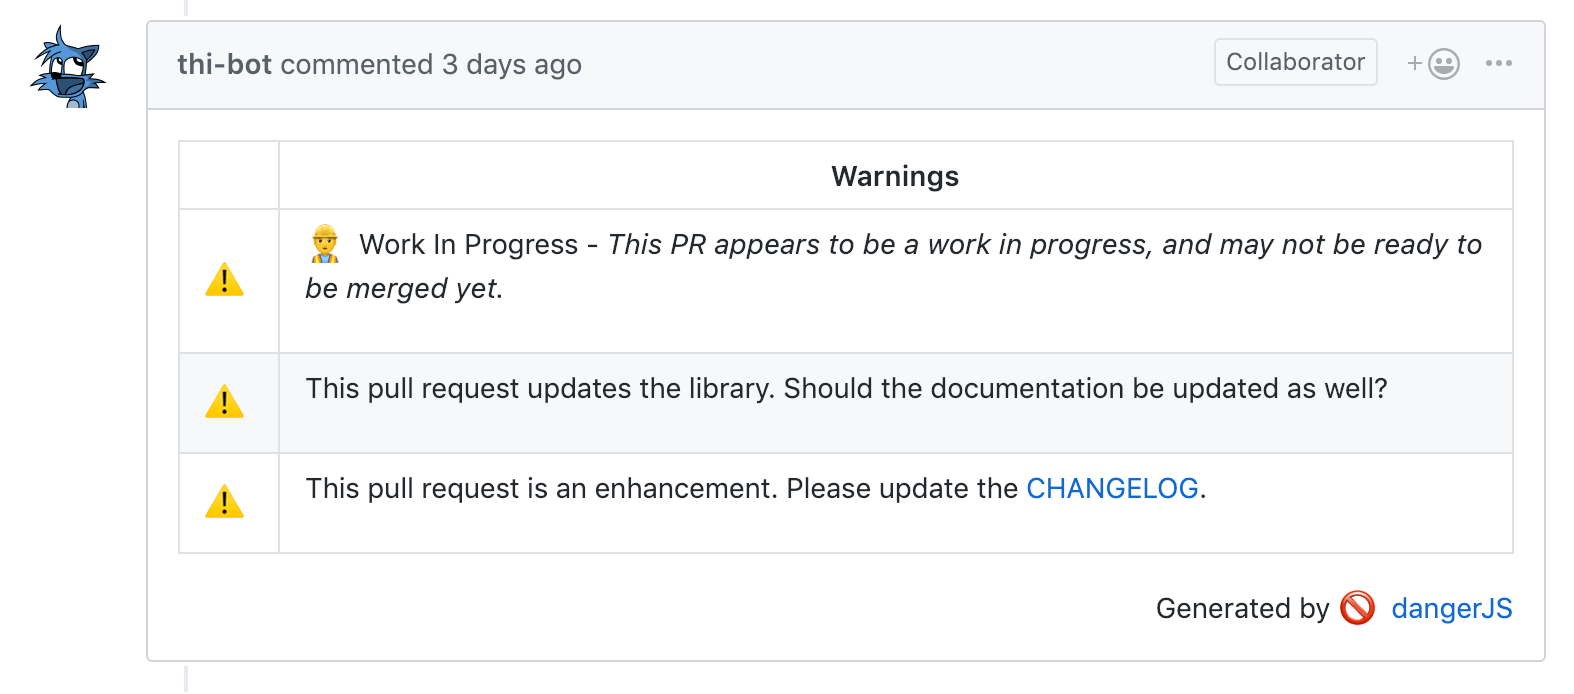 thi-bot commented 3 days ago Collaborator
Warnings
Work In Progress - This PR appears to be a work in progress, and may not be ready to
be merged yet.
This pull request updates the library. Should the documentation be updated as well?
This pull request is an enhancement. Please update the CHANGELOG.
Generated by 🚫 dangerJS